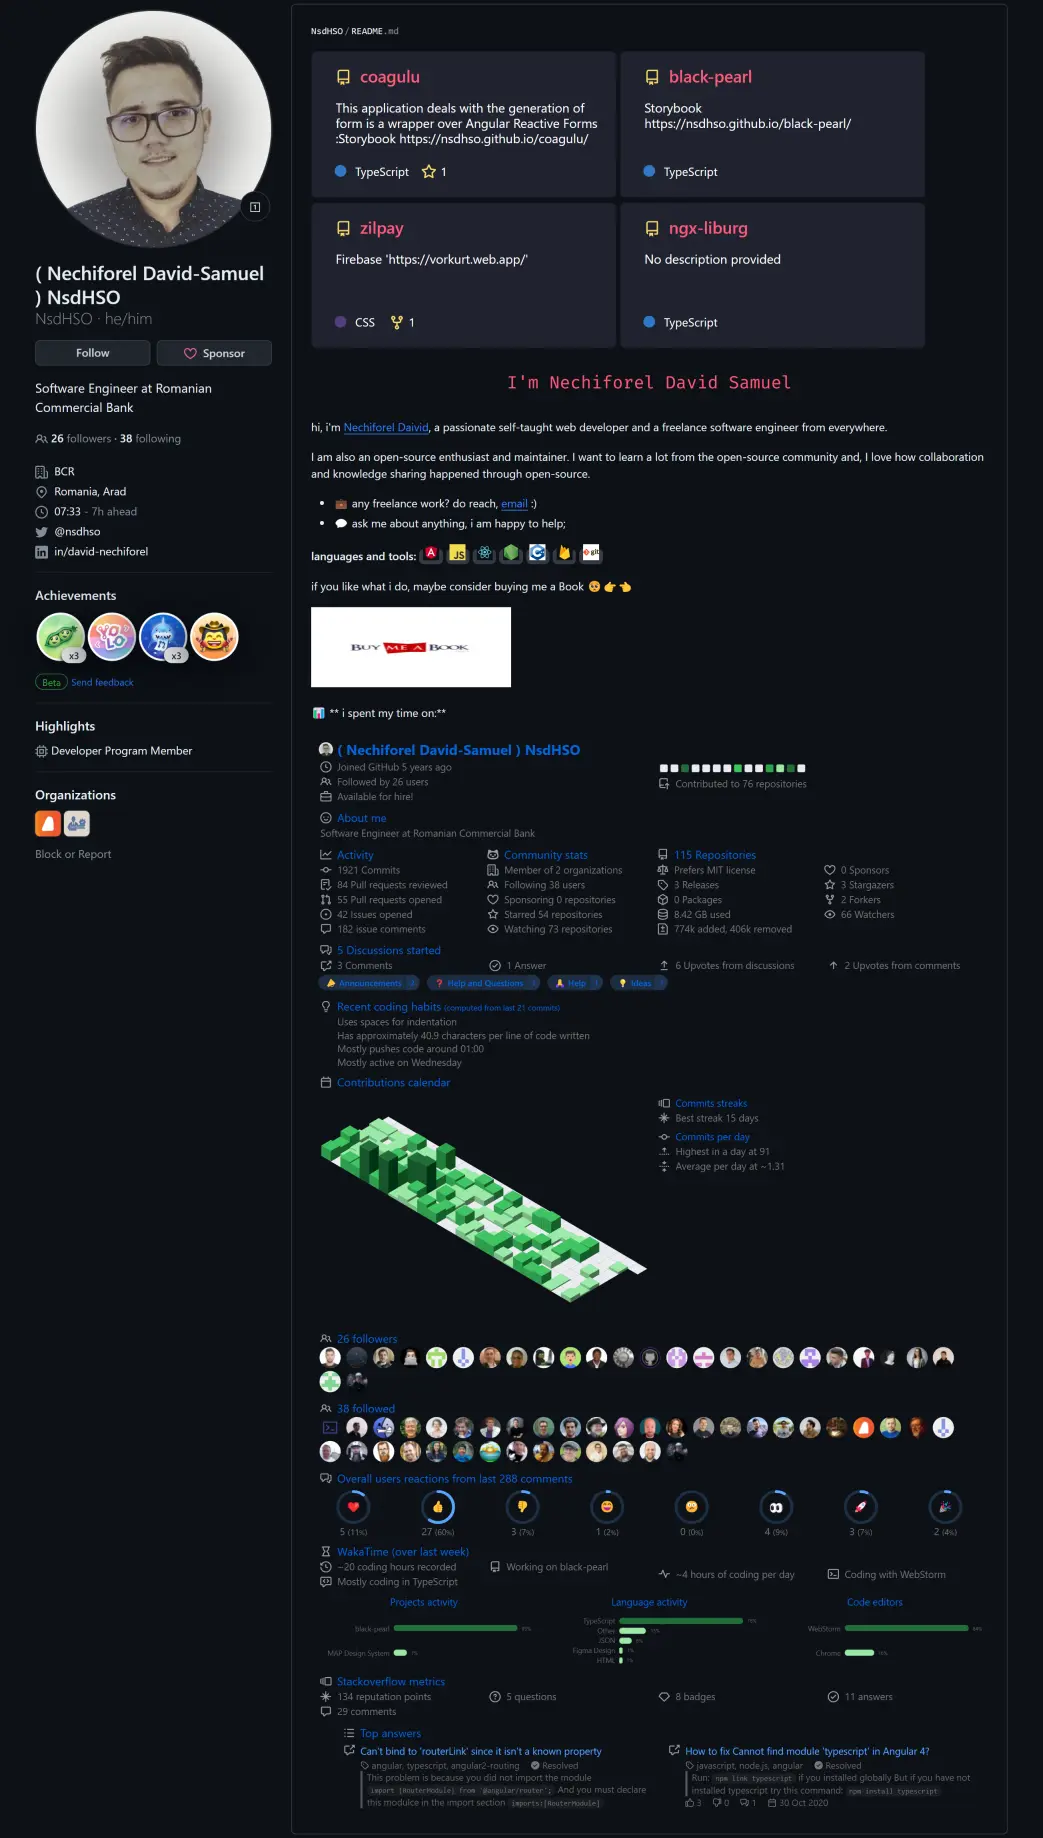 ( Nechiforel David-Samuel
) NsdHSO
NsdHSO · he/him
Follow
Sponsor
Software Engineer at Romanian
Commercial Bank
26 followers · 38 following
BCR
Romania, Arad
07:33 - 7h ahead
@nsdhso
in/david-nechiforel
Achievements
x3
YOLO
x3
Beta Send feedback
Highlights
Developer Program Member
Organizations
Block or Report
NsdHSO / README.md
coagulu
This application deals with the generation of
form is a wrapper over Angular Reactive Forms
:Storybook https://nsdhso.github.io/coagulu/
TypeScript 1
black-pearl
Storybook
https://nsdhso.github.io/black-pearl/
TypeScript
zilpay
Firebase 'https://vorkurt.web.app/'
CSS 1
ngx-liburg
No description provided
TypeScript
I'm Nechiforel David Samuel
hi, i'm Nechiforel Daivid, a passionate self-taught web developer and a freelance software engineer from everywhere.
I am also an open-source enthusiast and maintainer. I want to learn a lot from the open-source community and, I love how collaboration
and knowledge sharing happened through open-source.
• 💼 any freelance work? do reach, email :)
• 💬 ask me about anything, i am happy to help;
languages and tools: JS git
if you like what i do, maybe consider buying me a Book 🥺 👉 👈
BUY ME A BOOK
📊 ** i spent my time on:**
( Nechiforel David-Samuel ) NsdHSO
Joined GitHub 5 years ago
Followed by 26 users
Available for hire!
Contributed to 76 repositories
About me
Software Engineer at Romanian Commercial Bank
Activity
1921 Commits
84 Pull requests reviewed
55 Pull requests opened
42 Issues opened
182 issue comments
Community stats
Member of 2 organizations
Following 38 users
Sponsoring 0 repositories
Starred 54 repositories
Watching 73 repositories
115 Repositories
Prefers MIT license
3 Releases
0 Packages
8.42 GB used
774k added, 406k removed
0 Sponsors
3 Stargazers
2 Forkers
66 Watchers
5 Discussions started
3 Comments
1 Answer
6 Upvotes from discussions
2 Upvotes from comments
Announcements
Help and Questions
Help
Ideas
Recent coding habits (computed from last 21 commits)
Uses spaces for indentation
Has approximately 40.9 characters per line of code written
Mostly pushes code around 01:00
Mostly active on Wednesday
Contributions calendar
Commits streaks
Best streak 15 days
Commits per day
Highest in a day at 91
Average per day at ~1.31
26 followers
38 followed
Overall users reactions from last 288 comments
5 (11%)
27 (60%)
3 (7%)
1 (2%)
0 (0%)
4 (9%)
3 (7%)
2 (4%)
WakaTime (over last week)
~20 coding hours recorded
Working on black-pearl
~4 hours of coding per day
Coding with WebStorm
Mostly coding in TypeScript
Projects activity
black-pearl
MAP Design System
Language activity
TypeScript
Other
JSON
Figma Design
HTML
Code editors
WebStorm
Chrome
Stackoverflow metrics
134 reputation points
5 questions
8 badges
11 answers
29 comments
Top answers
Can't bind to 'routerLink' since it isn't a known property
angular, typescript, angular2-routing Resolved
This problem is because you did not import the module
import {RouterModule} from '@angular/router'; And you must declare
this modulce in the import section imports:[RouterModule]
How to fix Cannot find module 'typescript' in Angular 4?
javascript, node.js, angular Resolved
Run: npm link typescript if you installed globally But if you have not
installed typescript try this command: npm install typescript
3 0 1 30 Oct 2020